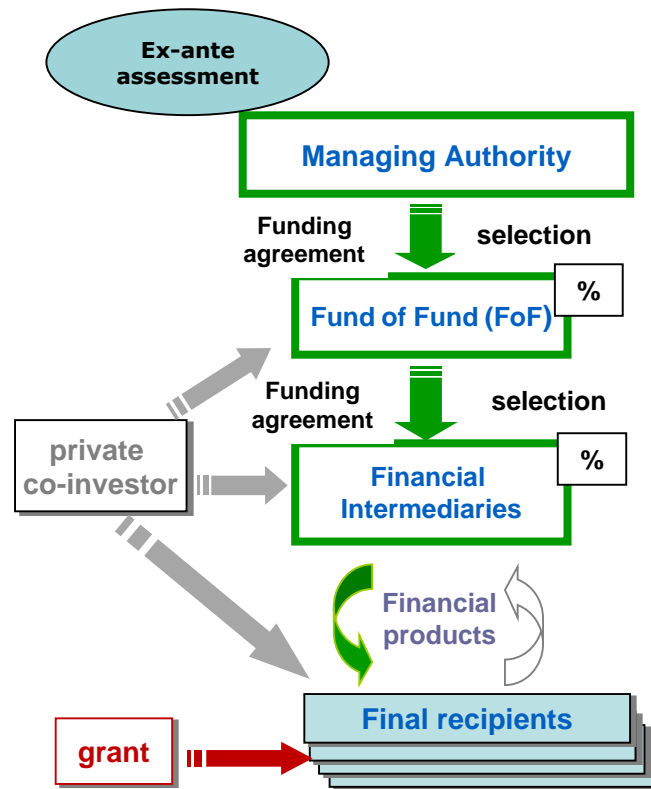 Ex-ante
assessment
Managing Authority
Funding
agreement
selection
%
Fund of Fund (FoF)
Funding
agreement
selection
private
co-investor
%
Financial
Intermediaries
Financial
products
Final recipients
grant